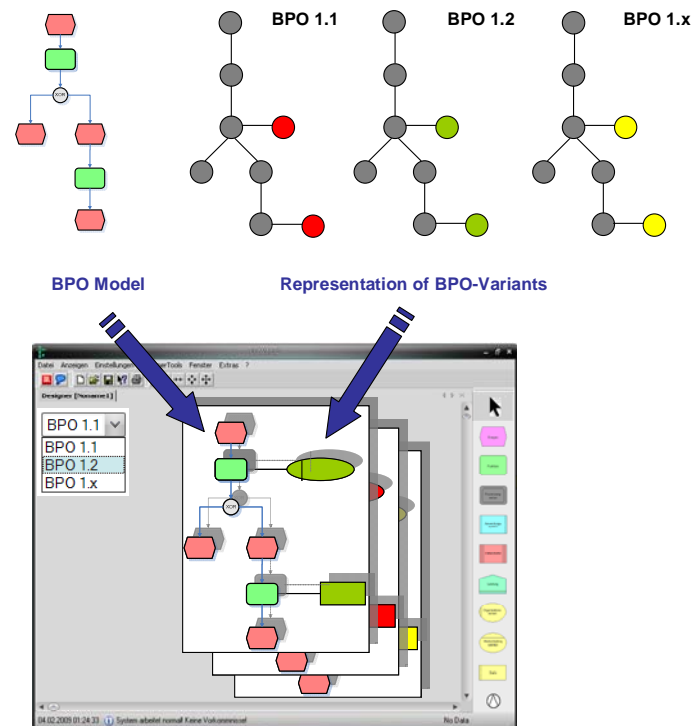 BPO 1.1
BPO 1.2
BPO 1.x
XOR
BPO Model
Representation of BPO-Variants
Datei Anzeigen Einstellungen Tools Fenster Extras ?
Designer [Noname1]
BPO 1.1
BPO 1.1
BPO 1.2
BPO 1.x
XOR
04.02.2009 01:24:33 System arbeitet normal! Keine Vorkommnisse! No Data